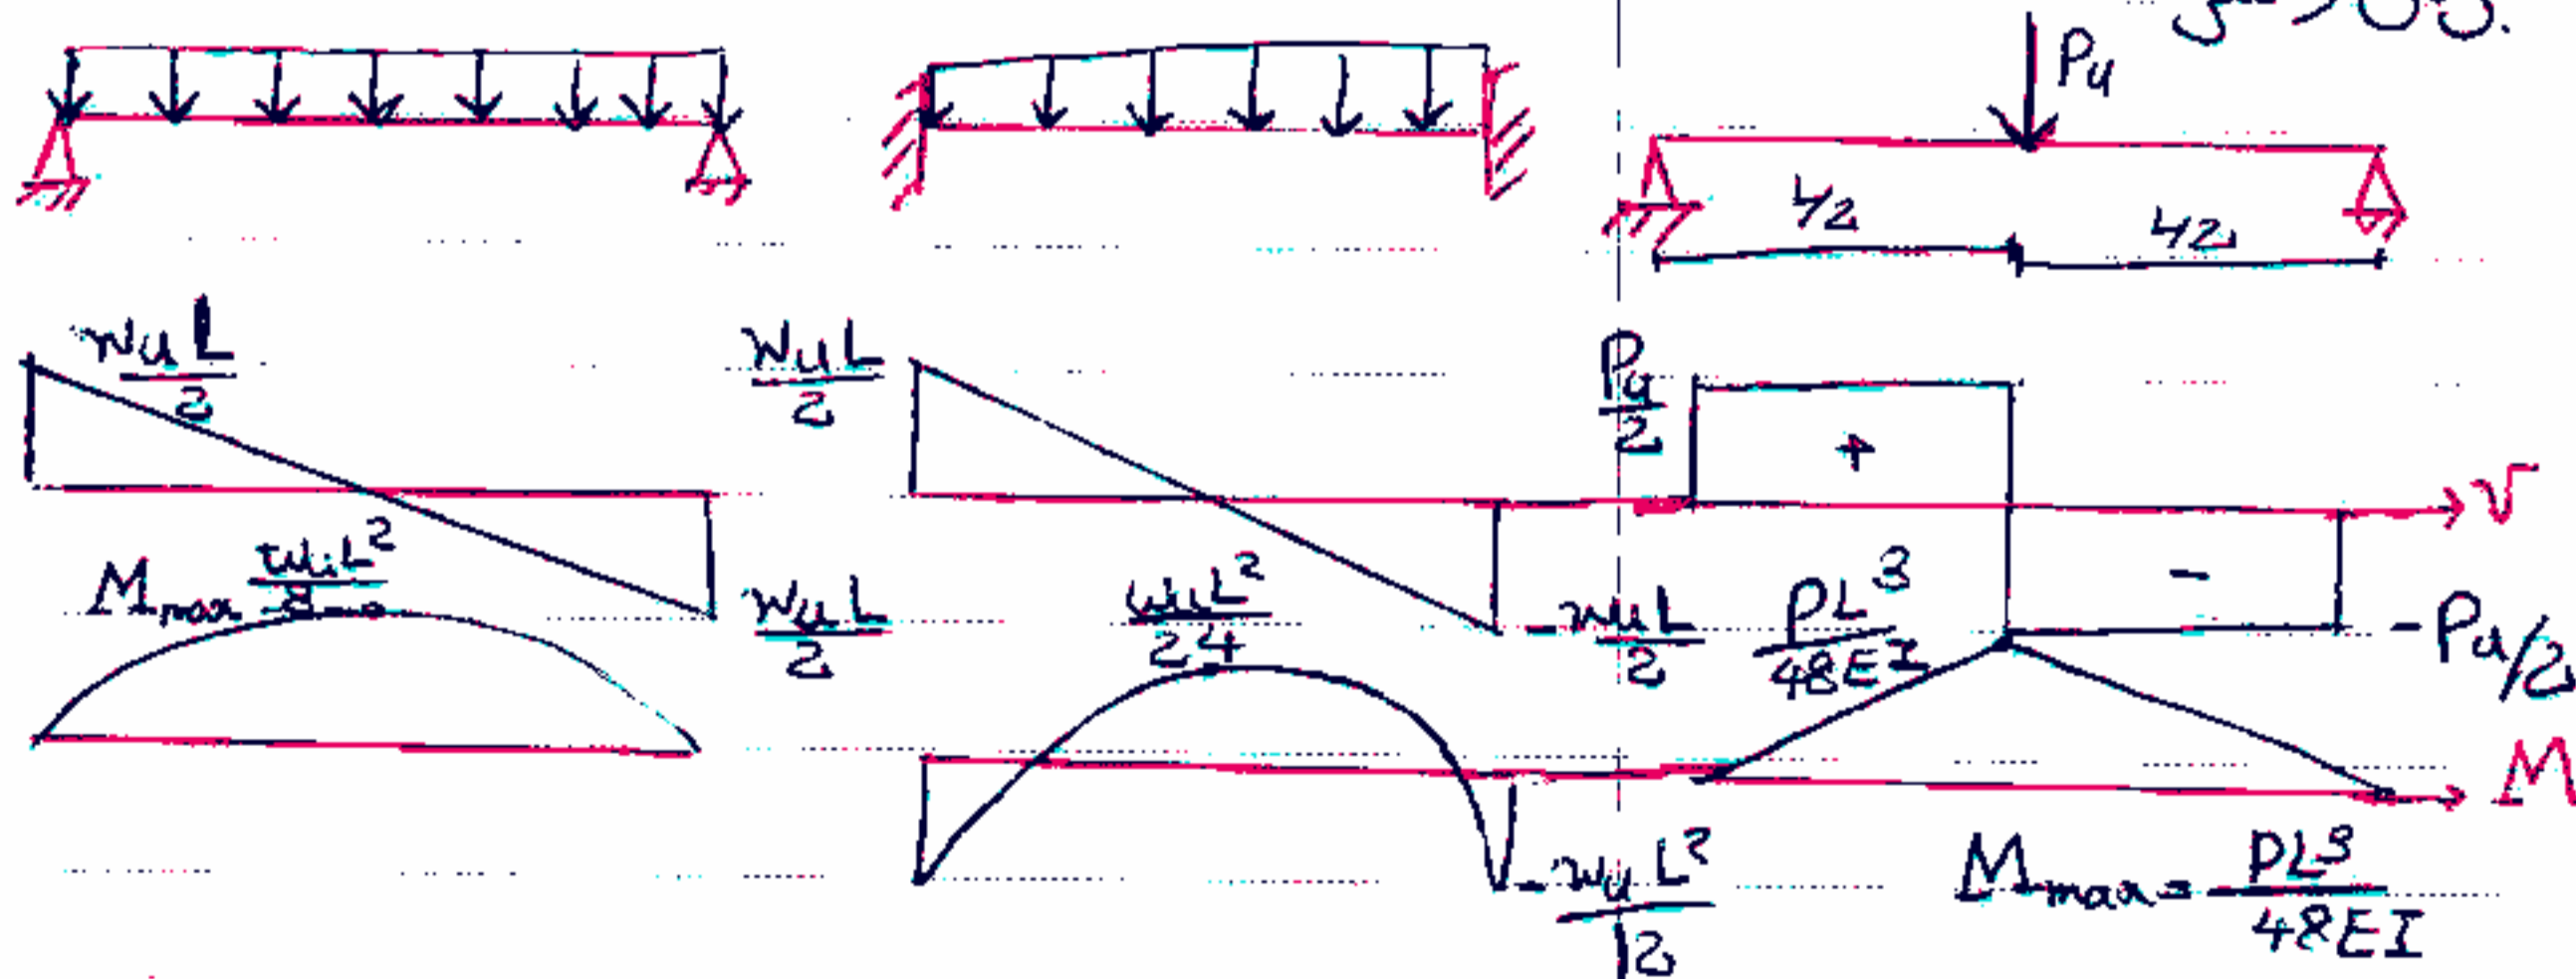 Pu
L/2 L/2
WuL/2 WuL/2 Pu/2
+
V
Mmax WuL²/8 WuL/2 WuL²/24 -WuL/2 PL³/48EI - -Pu/2
M
-WuL²/12 Mmax= PL³/48EI